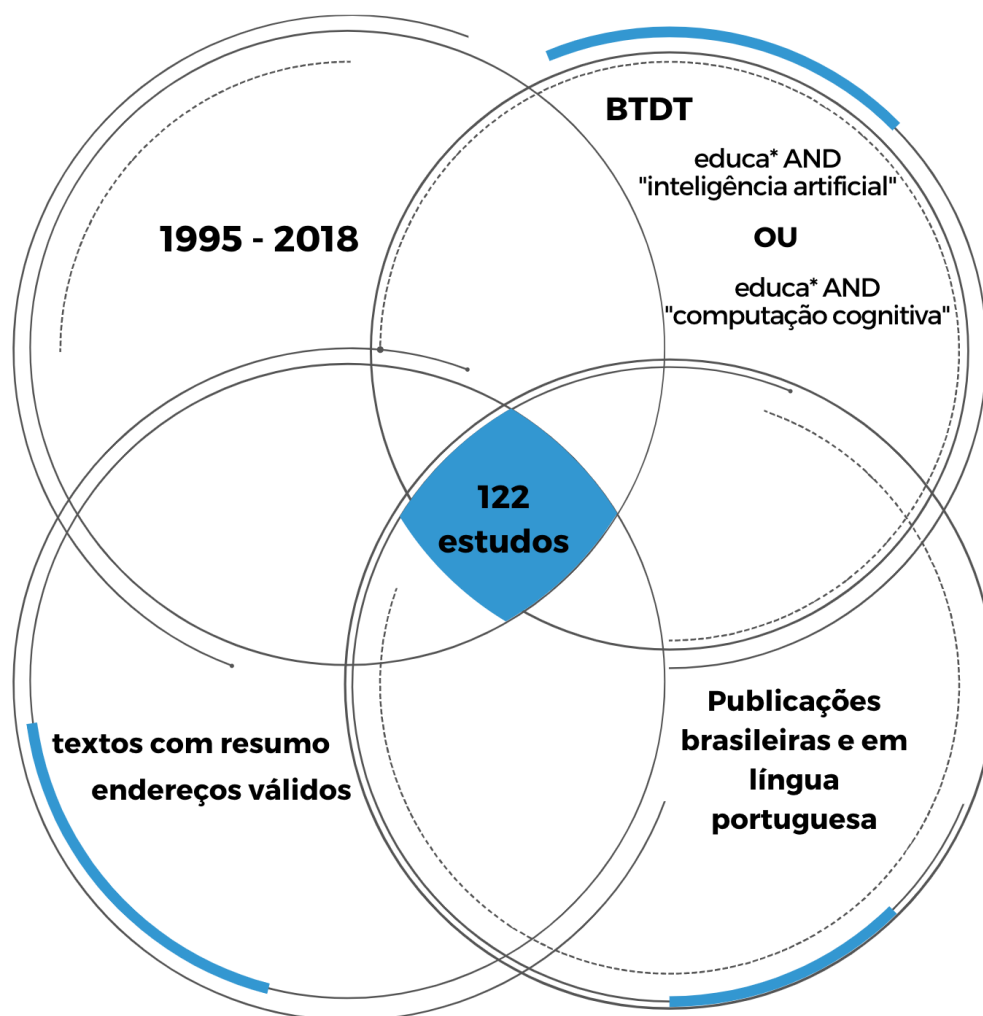 1995 - 2018
BTDT
educa* AND
"inteligência artificial"
OU
educa* AND
"computação cognitiva"
122
estudos
textos com resumo
endereços válidos
Publicações
brasileiras e em
língua
portuguesa